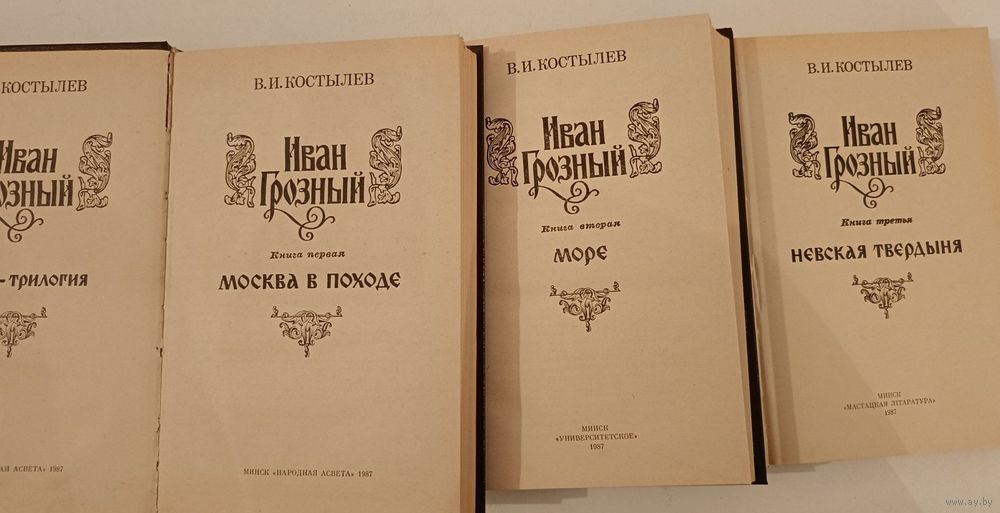 КОСТЫЛЕВ
Иван
Грозный
-ТРИЛОГИЯ
АСВЕТА» 1987
В.И.КОСТЫЛЕВ
Иван
Грозный
Книга первая
МОСКВА В ПОХОДЕ
МИНСК «НАРОДНАЯ АСВЕТА» 1987
В.И.КОСТЫЛЕВ
Иван
Грозный
Книга вторая
МОРЕ
МИНСК
«УНИВЕРСИТЕТСКОЕ»
1987
В.И.КОСТЫЛЕВ
Иван
Грозный
Книга третья
НЕВСКАЯ ТВЕРДЫНЯ
МИНСК
«МАСТАЦКАЯ ЛІТАРАТУРА»
1987
www.ay.by